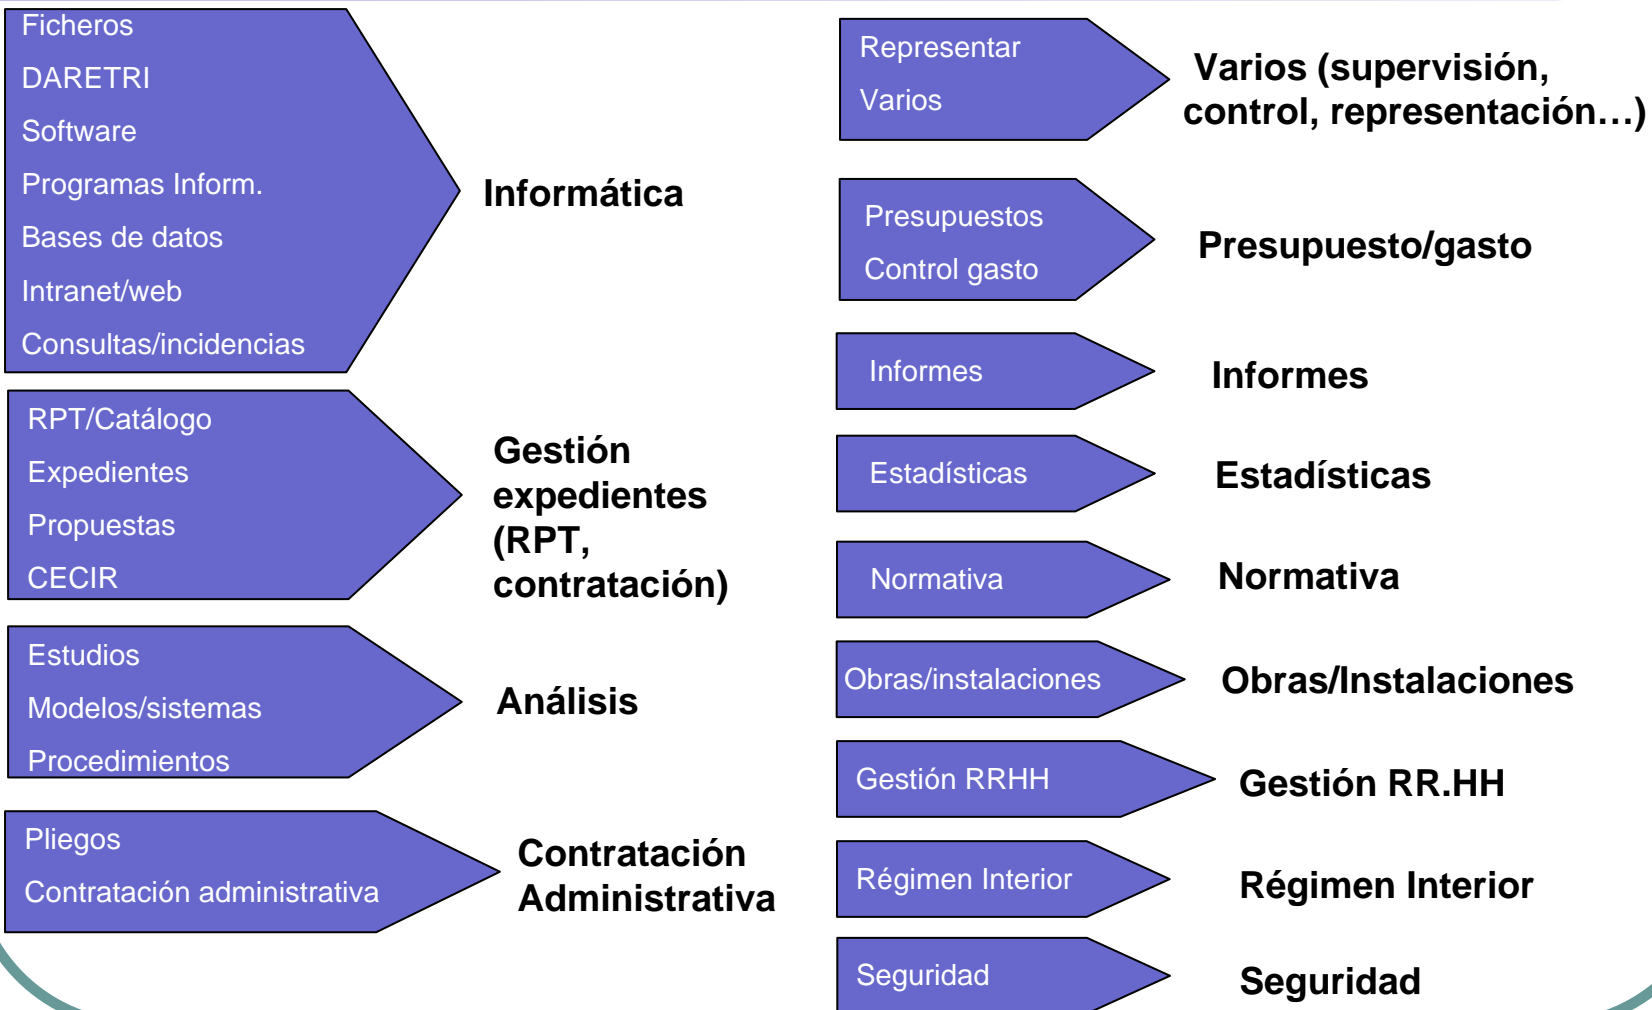 Ficheros
DARETRI
Software
Programas Inform.
Bases de datos
Intranet/web
Consultas/incidencias
Informática
RPT/Catálogo
Expedientes
Propuestas
CECIR
Gestión
expedientes
(RPT,
contratación)
Estudios
Modelos/sistemas
Procedimientos
Análisis
Pliegos
Contratación administrativa
Contratación
Administrativa
Representar
Varios
Varios (supervisión,
control, representación…)
Presupuestos
Control gasto
Presupuesto/gasto
Informes
Informes
Estadísticas
Estadísticas
Normativa
Normativa
Obras/instalaciones
Obras/Instalaciones
Gestión RRHH
Gestión RR.HH
Régimen Interior
Régimen Interior
Seguridad
Seguridad